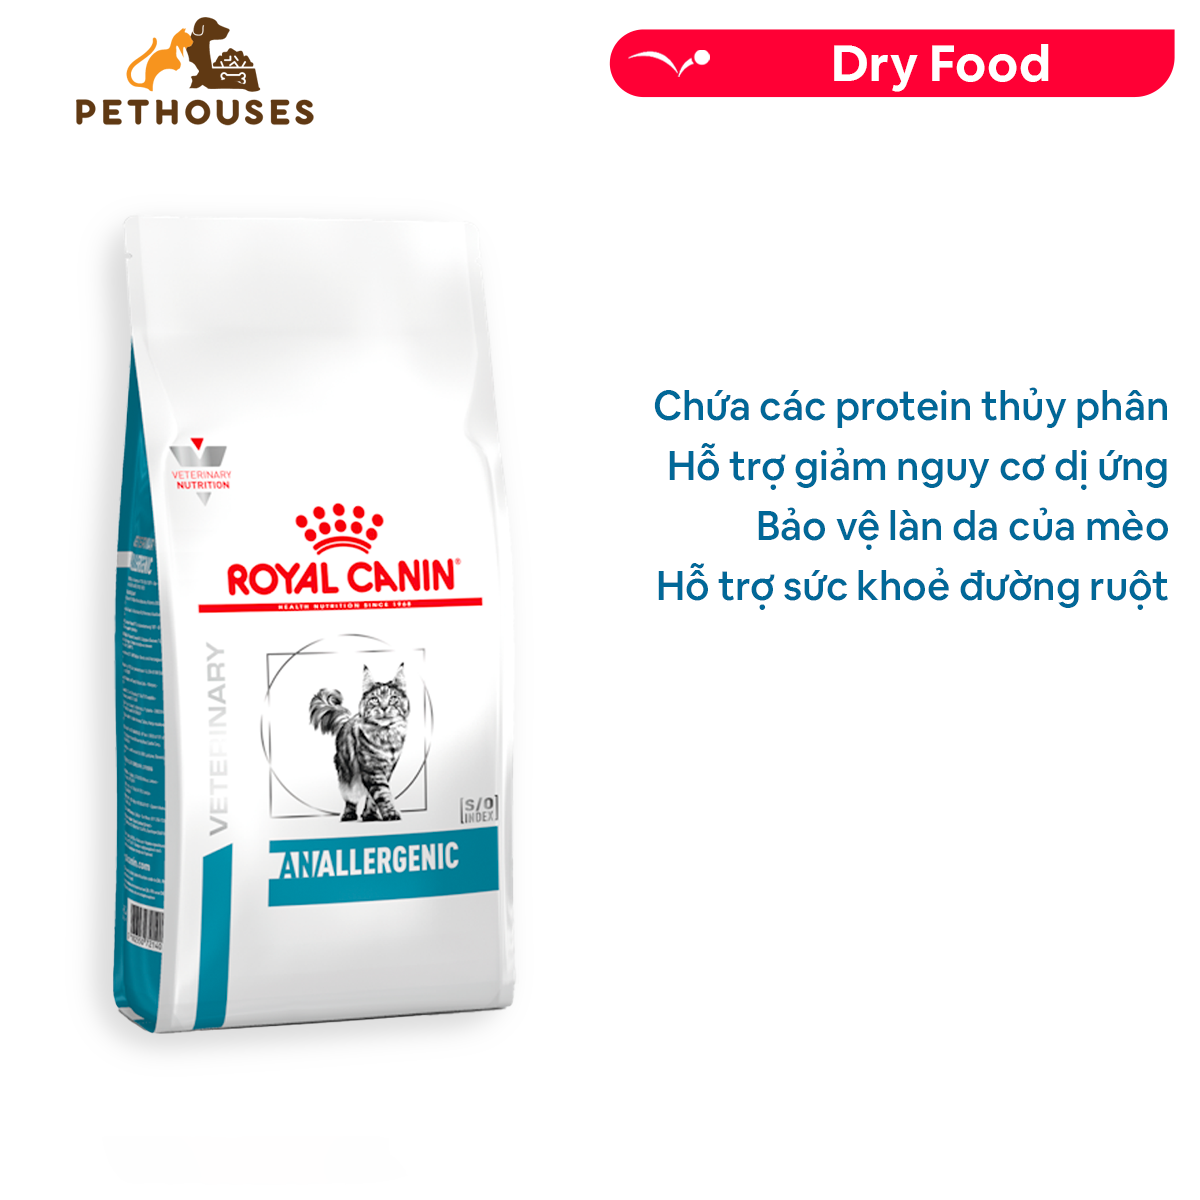 PETHOUSES
Dry Food
VETERINARY
NUTRITION
ROYAL CANIN®
HEALTH NUTRITION SINCE 1968
VETERINARY
S/O
INDEX
ANALLERGENIC
Chứa các protein thủy phân
Hỗ trợ giảm nguy cơ dị ứng
Bảo vệ làn da của mèo
Hỗ trợ sức khoẻ đường ruột